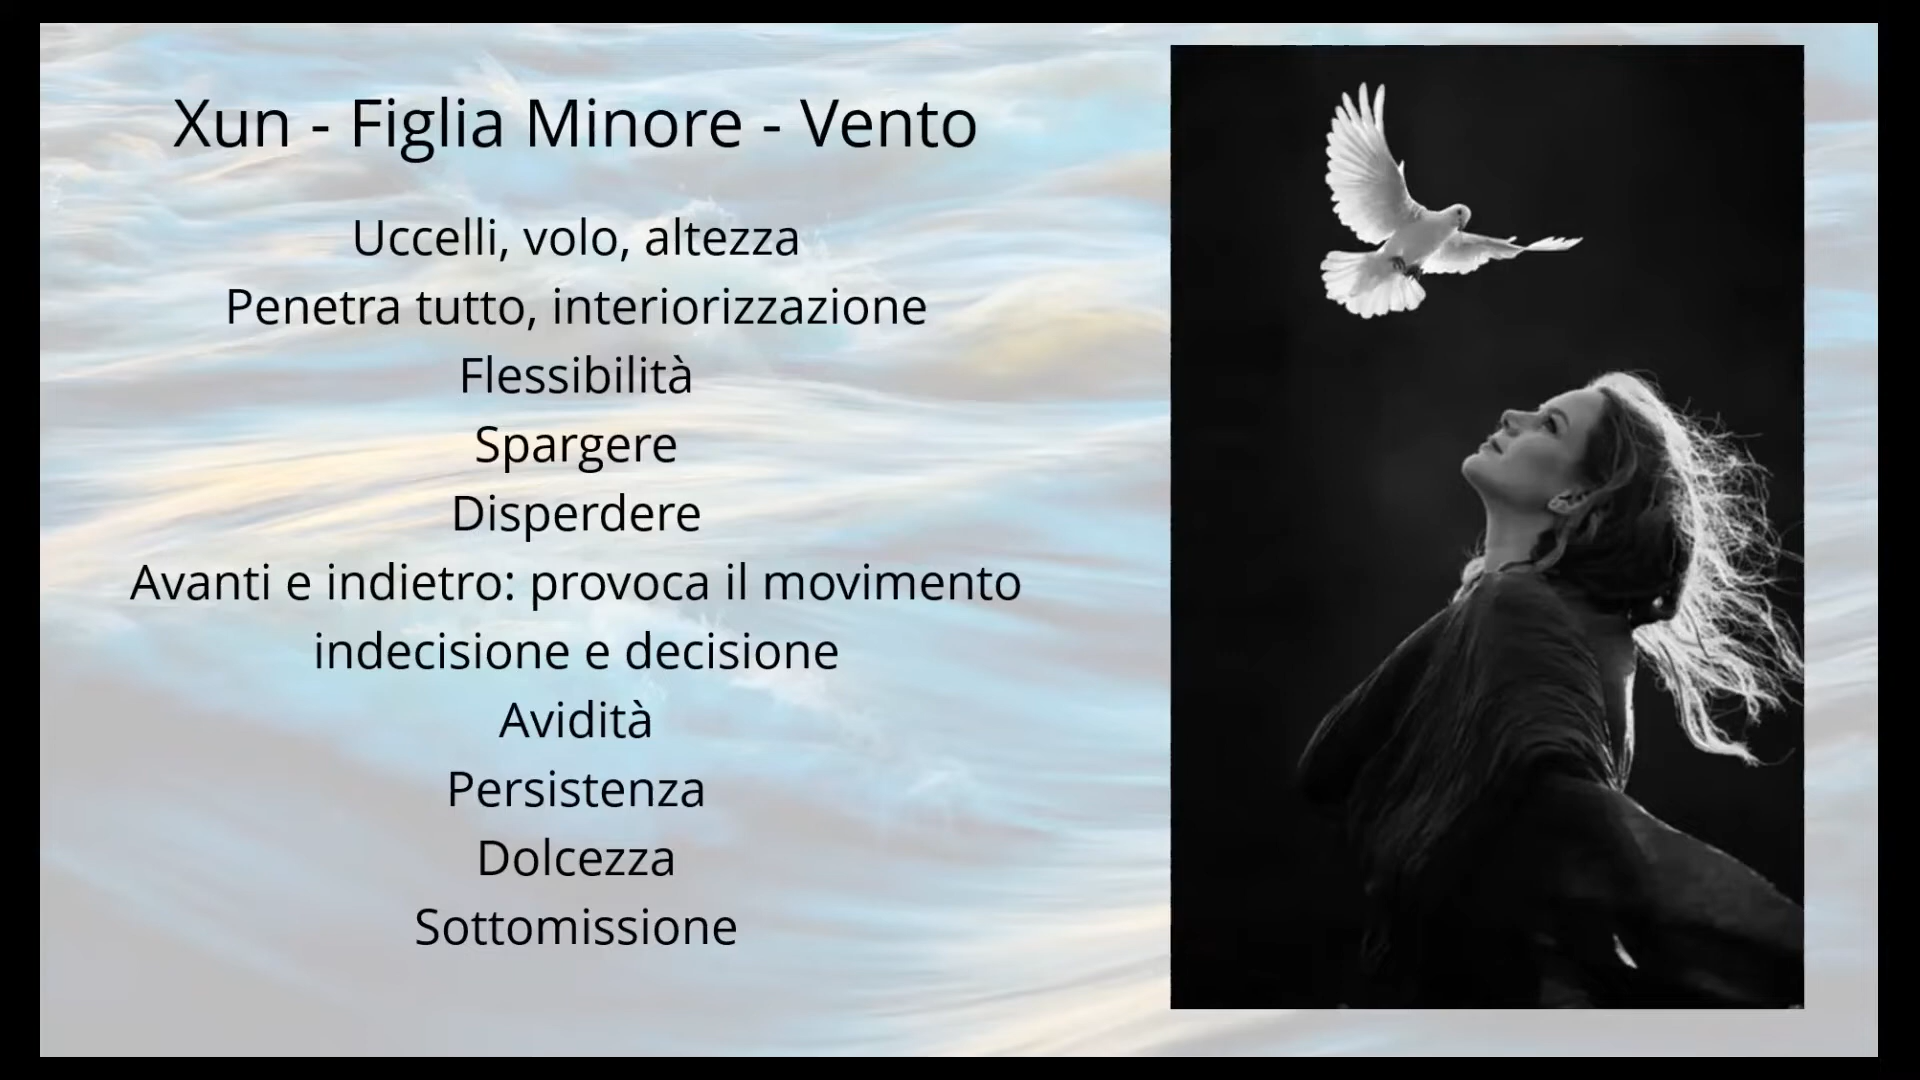 Xun - Figlia Minore - Vento
Uccelli, volo, altezza
Penetra tutto, interiorizzazione
Flessibilità
Spargere
Disperdere
Avanti e indietro: provoca il movimento
indecisione e decisione
Avidità
Persistenza
Dolcezza
Sottomissione